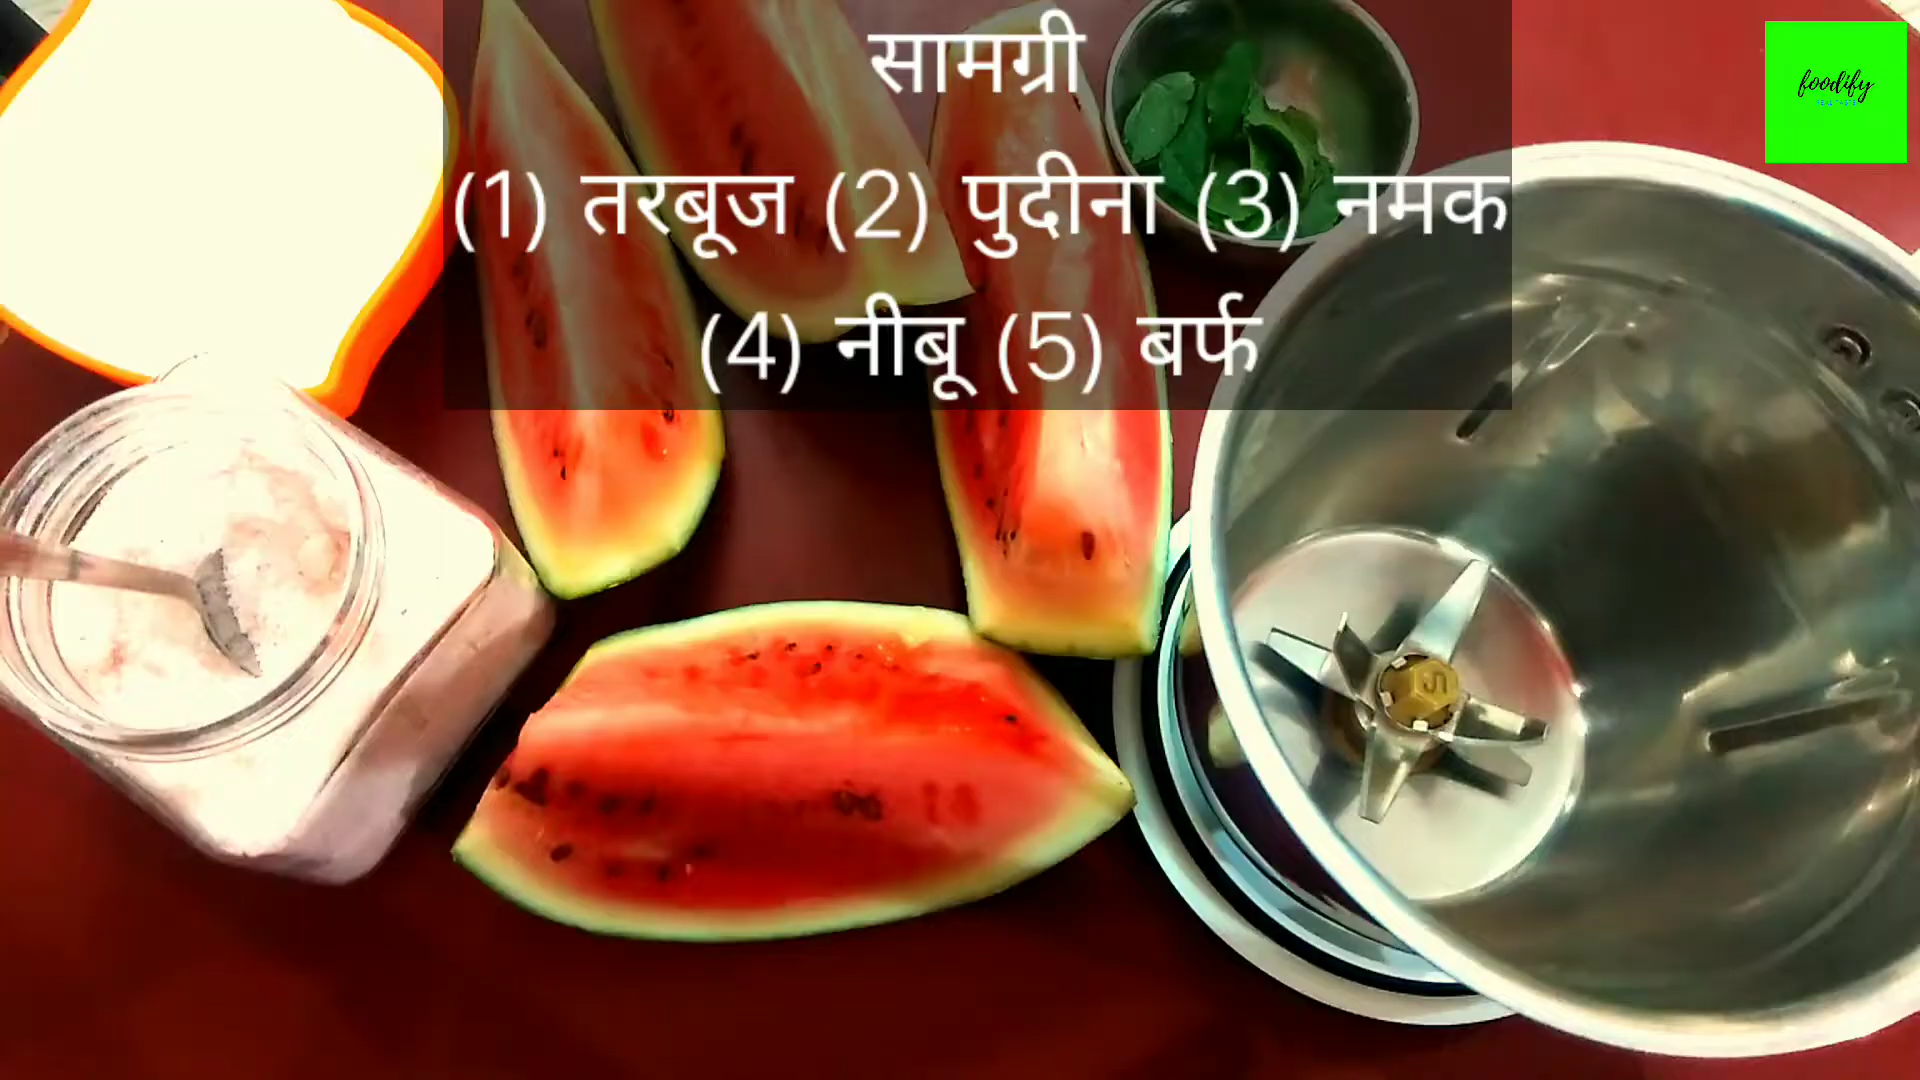 सामग्री
(1) तरबूज (2) पुदीना (3) नमक
(4) नीबू (5) बर्फ
foodify